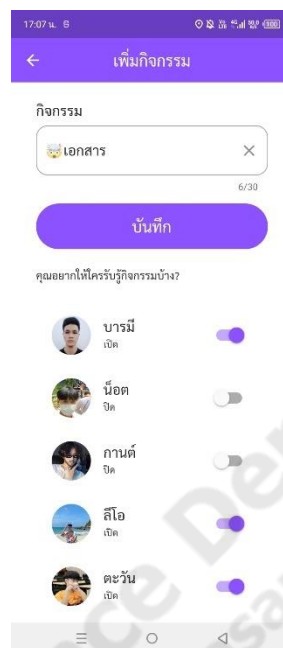 17:07 น.
เพิ่มกิจกรรม
กิจกรรม
🤯เอกสาร
6/30
บันทึก
คุณอยากให้ใครรับรู้กิจกรรมบ้าง?
บารมี
เปิด
น็อต
ปิด
กานต์
ปิด
ลีโอ
เปิด
ตะวัน
เปิด